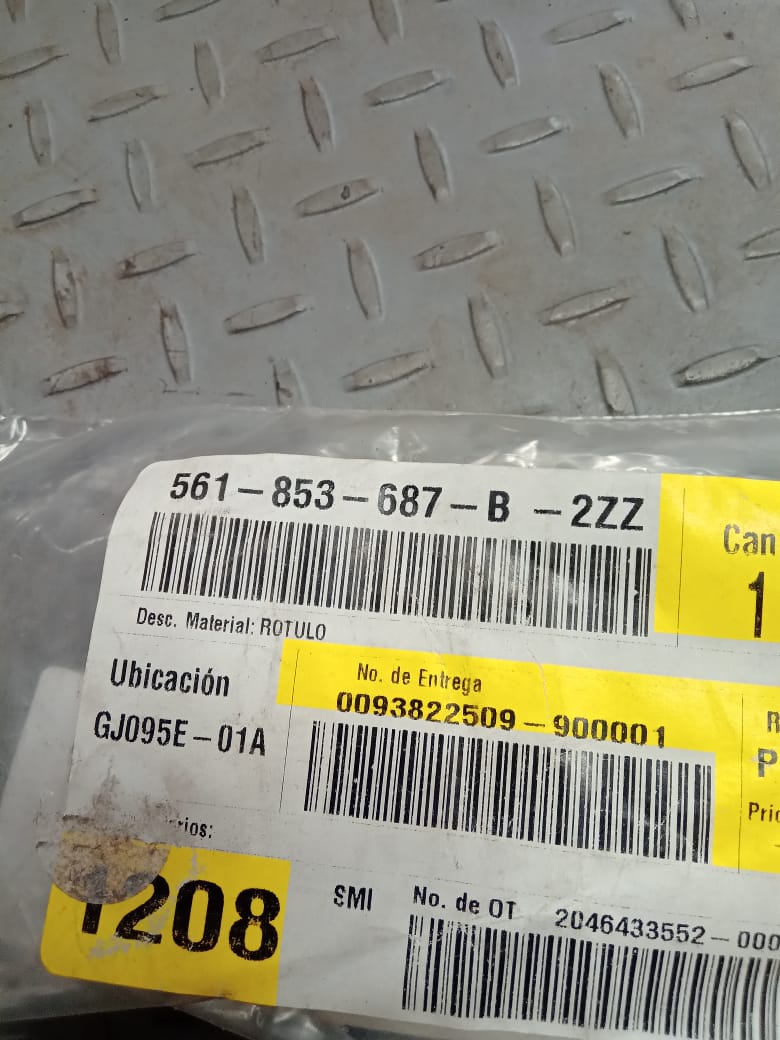 561-853-687-B -2ZZ
Can
1
Desc. Material: ROTULO
Ubicación
No. de Entrega
0093822509-900001
GJ095E-01A
R
P
Pri
rios:
1208
SMI
No. de OT 2046433552-000